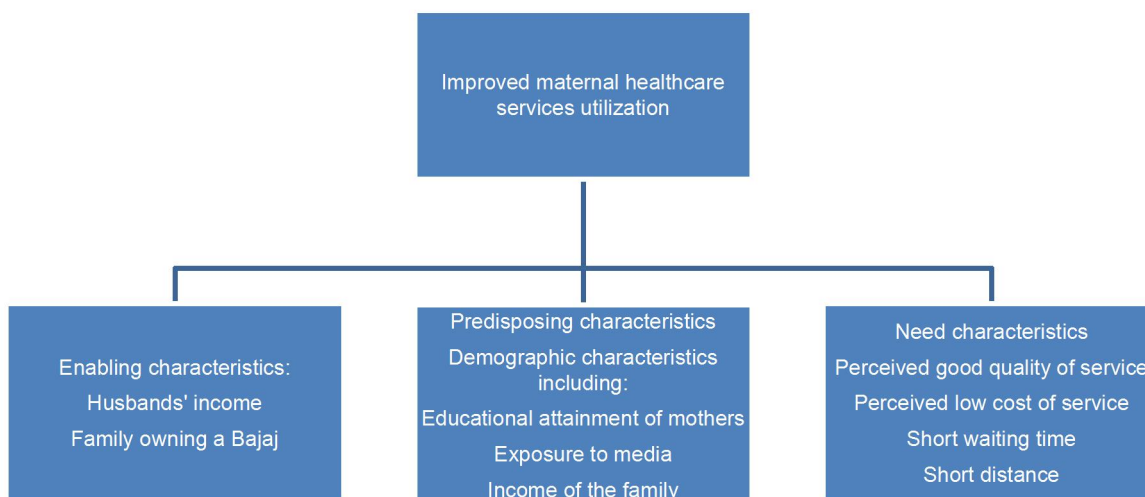 Improved maternal healthcare
services utilization
Enabling characteristics:
Husbands' income
Family owning a Bajaj
Predisposing characteristics
Demographic characteristics
including:
Educational attainment of mothers
Exposure to media
Income of the family
Need characteristics
Perceived good quality of service
Perceived low cost of service
Short waiting time
Short distance